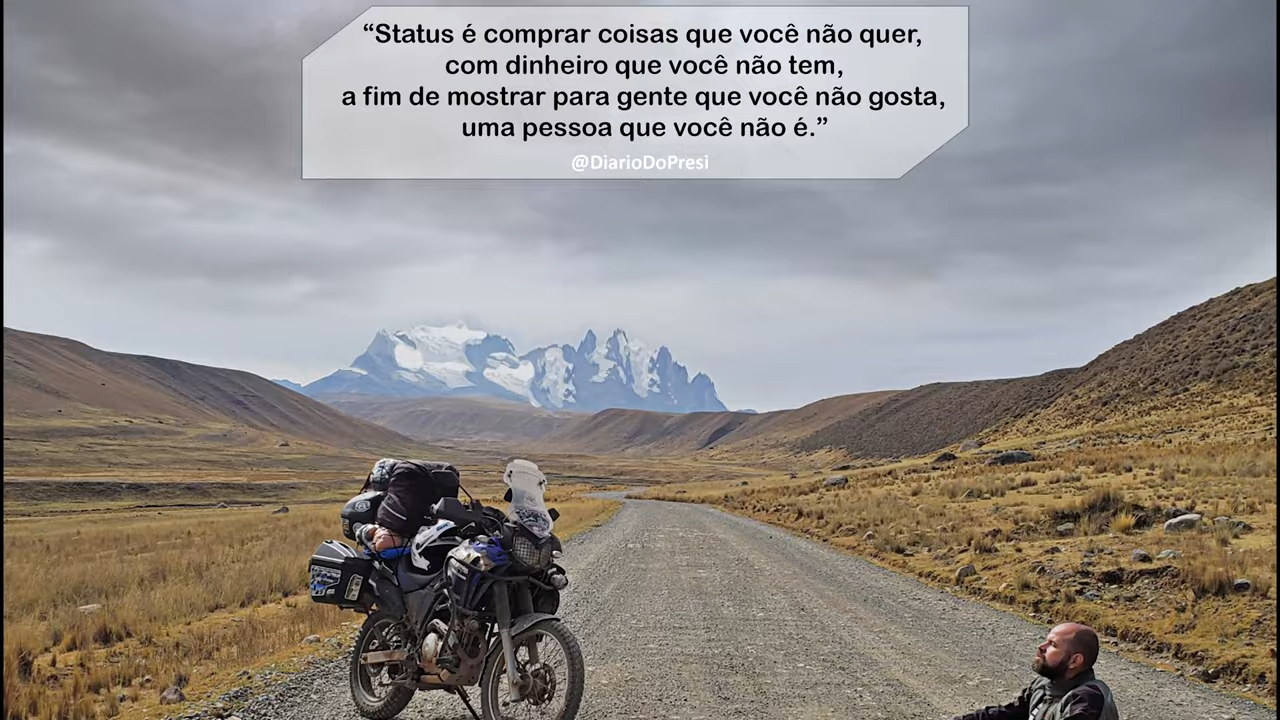 “Status é comprar coisas que você não quer,
com dinheiro que você não tem,
a fim de mostrar para gente que você não gosta,
uma pessoa que você não é.”
@DiarioDoPresi